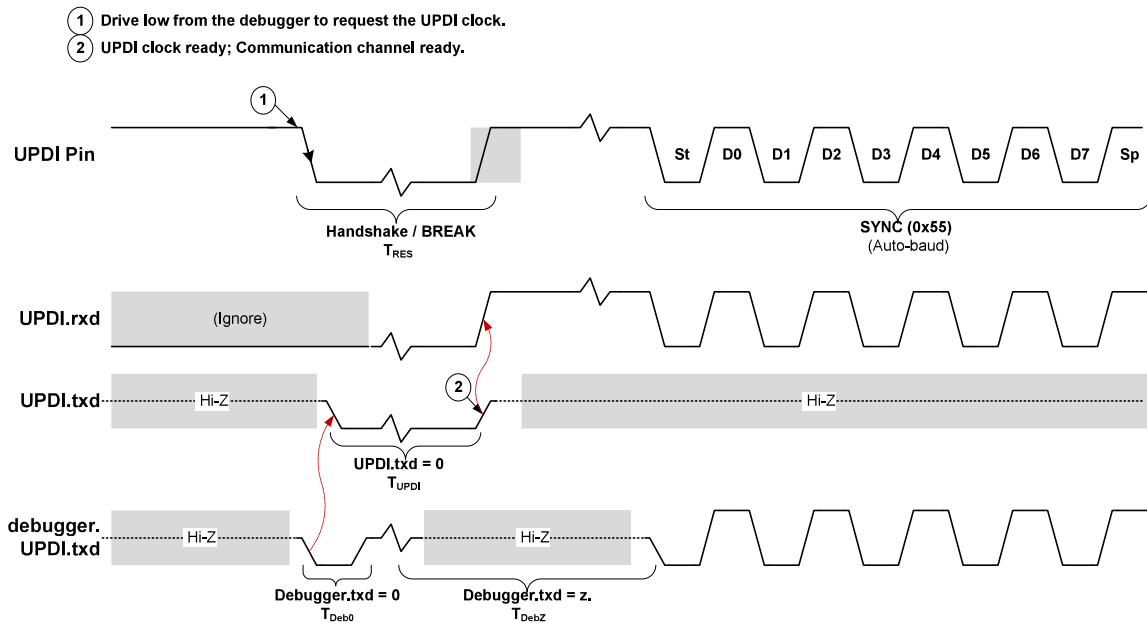 1 Drive low from the debugger to request the UPDI clock.
2 UPDI clock ready; Communication channel ready.
1
UPDI Pin
St D0 D1 D2 D3 D4 D5 D6 D7 Sp
Handshake / BREAK
TRES
SYNC (0x55)
(Auto-baud)
UPDI.rxd
(Ignore)
2
UPDI.txd
Hi-Z
Hi-Z
UPDI.txd = 0
TUPDI
debugger.
UPDI.txd
Hi-Z
Hi-Z
Debugger.txd = 0
TDeb0
Debugger.txd = z.
TDebZ